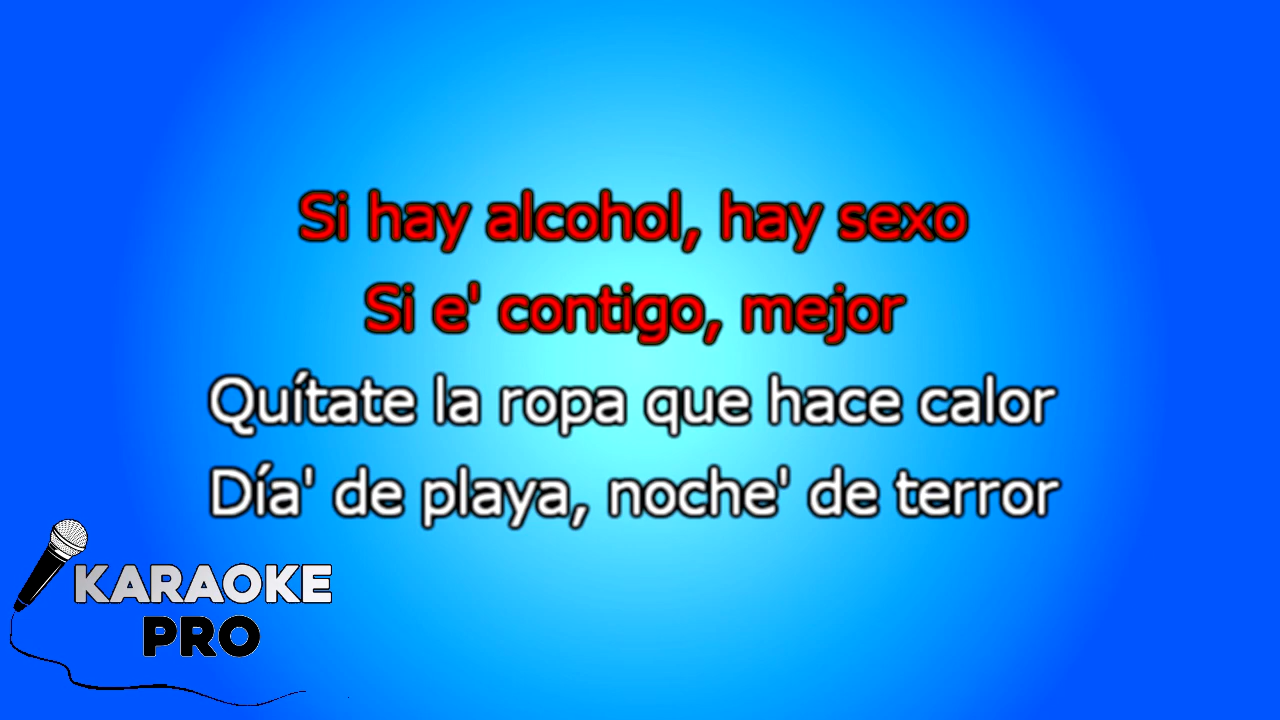 Si hay alcohol, hay sexo
Si e' contigo, mejor
Quítate la ropa que hace calor
Día' de playa, noche' de terror
KARAOKE
PRO